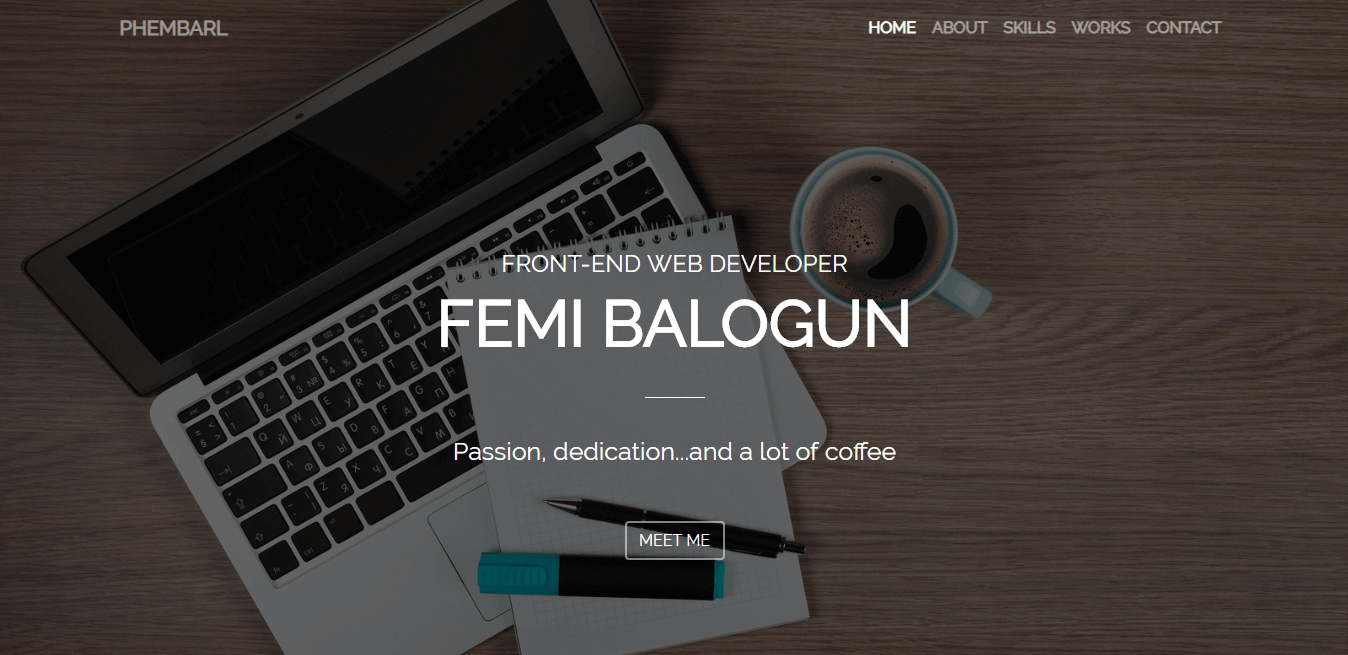 PHEMBARL
HOME ABOUT SKILLS WORKS CONTACT
FRONT-END WEB DEVELOPER
FEMI BALOGUN
Passion, dedication...and a lot of coffee
MEET ME